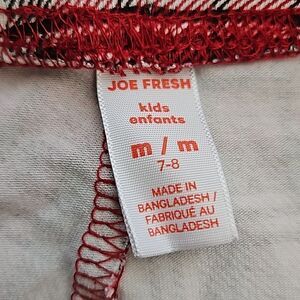 JOE FRESH
kids
enfants
m / m
7-8
MADE IN
BANGLADESH /
FABRIQUÉ AU
BANGLADESH